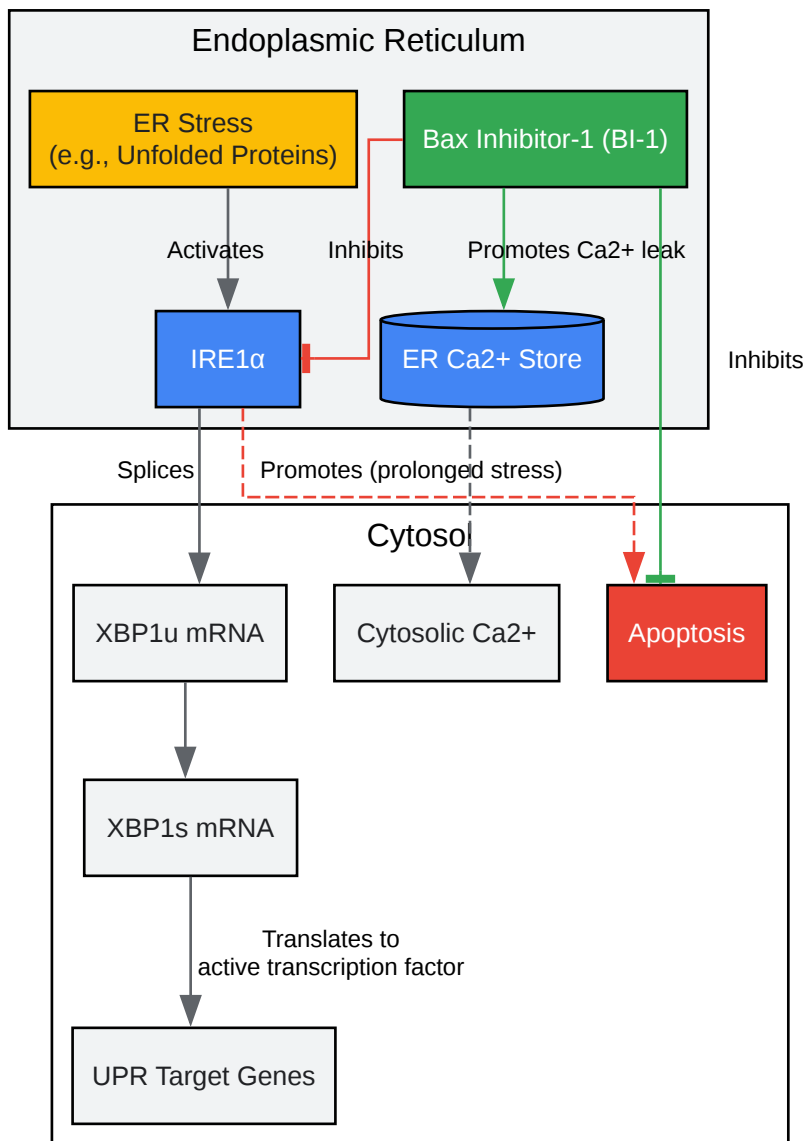 Endoplasmic Reticulum
ER Stress
(e.g., Unfolded Proteins)
Bax Inhibitor-1 (BI-1)
Activates
Inhibits
Promotes Ca2+ leak
IRE1α
ER Ca2+ Store
Inhibits
Splices
Promotes (prolonged stress)
Cytosol
XBP1u mRNA
Cytosolic Ca2+
Apoptosis
XBP1s mRNA
Translates to
active transcription factor
UPR Target Genes